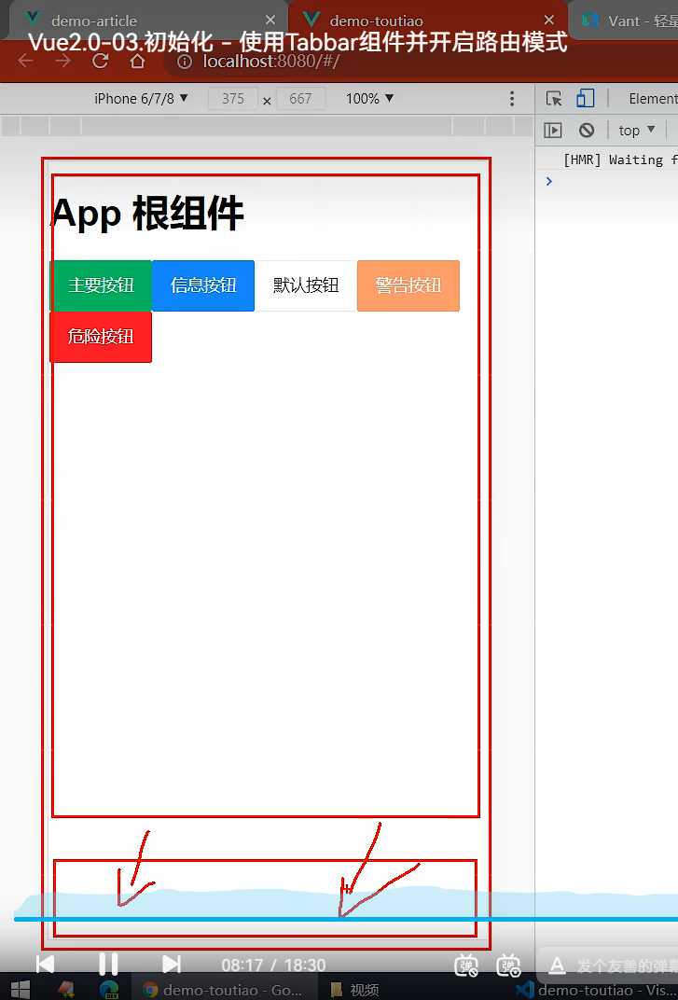 demo-article
demo-toutiao
Vant - 轻量
Vue2.0-03.初始化 - 使用Tabbar组件并开启路由模式
localhost:8080/#/
iPhone 6/7/8 ▼ 375 × 667 100% ▼
Element
top ▼
[HMR] Waiting f
App 根组件
主要按钮 信息按钮 默认按钮 警告按钮
危险按钮
08:17 / 18:30
弹 弹 A 发个友善的弹幕
DEV demo-toutiao - Go... 视频 demo-toutiao - Vis...